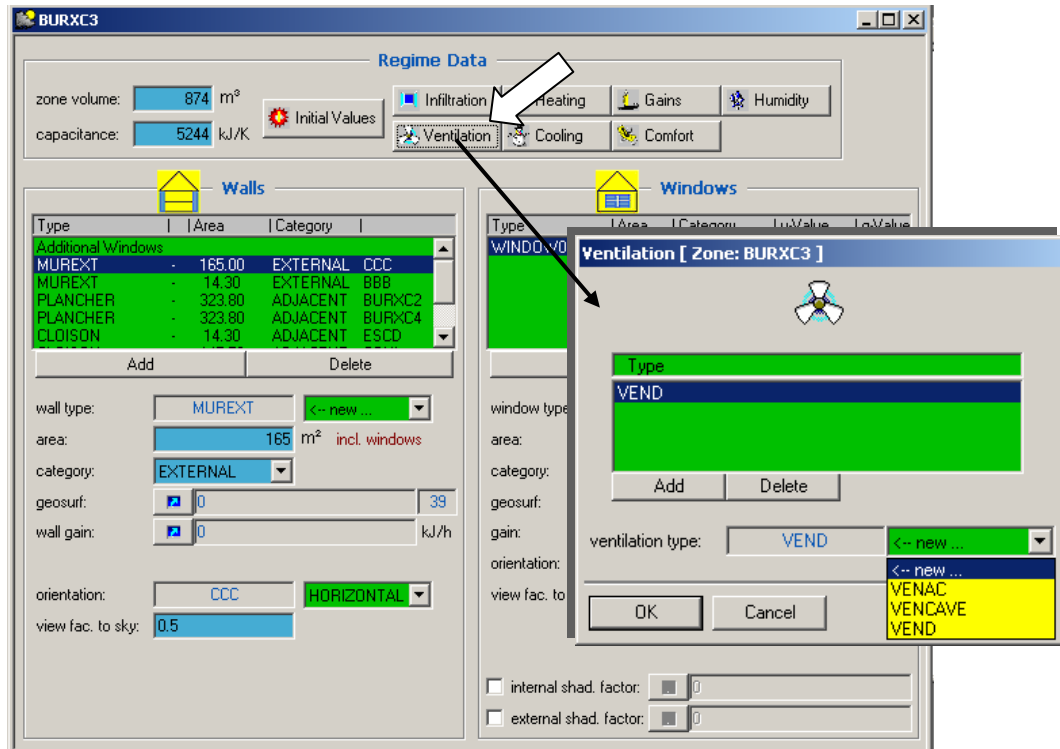 BURXC3
Regime Data
zone volume: 874 m³
capacitance: 5244 kJ/K
Initial Values
Infiltration Heating Gains Humidity
Ventilation Cooling Comfort
Walls
Type | | Area | Category |
Additional Windows
MUREXT - 165.00 EXTERNAL CCC
MUREXT - 14.30 EXTERNAL BBB
PLANCHER - 323.80 ADJACENT BURXC2
PLANCHER - 323.80 ADJACENT BURXC4
CLOISON - 14.30 ADJACENT ESCD
Add Delete
wall type: MUREXT <-- new ...
area: 165 m² incl. windows
category: EXTERNAL
geosurf: 0 39
wall gain: 0 kJ/h
orientation: CCC HORIZONTAL
view fac. to sky: 0.5
Windows
Type | Area | Category | u-Value | g-Value
WINDOW0
window type
area:
category:
geosurf:
gain:
orientation:
view fac. to
internal shad. factor: 0
external shad. factor: 0
Ventilation [ Zone: BURXC3 ]
Type
VEND
Add Delete
ventilation type: VEND <-- new ...
<-- new ...
VENAC
VENCAVE
VEND
OK Cancel